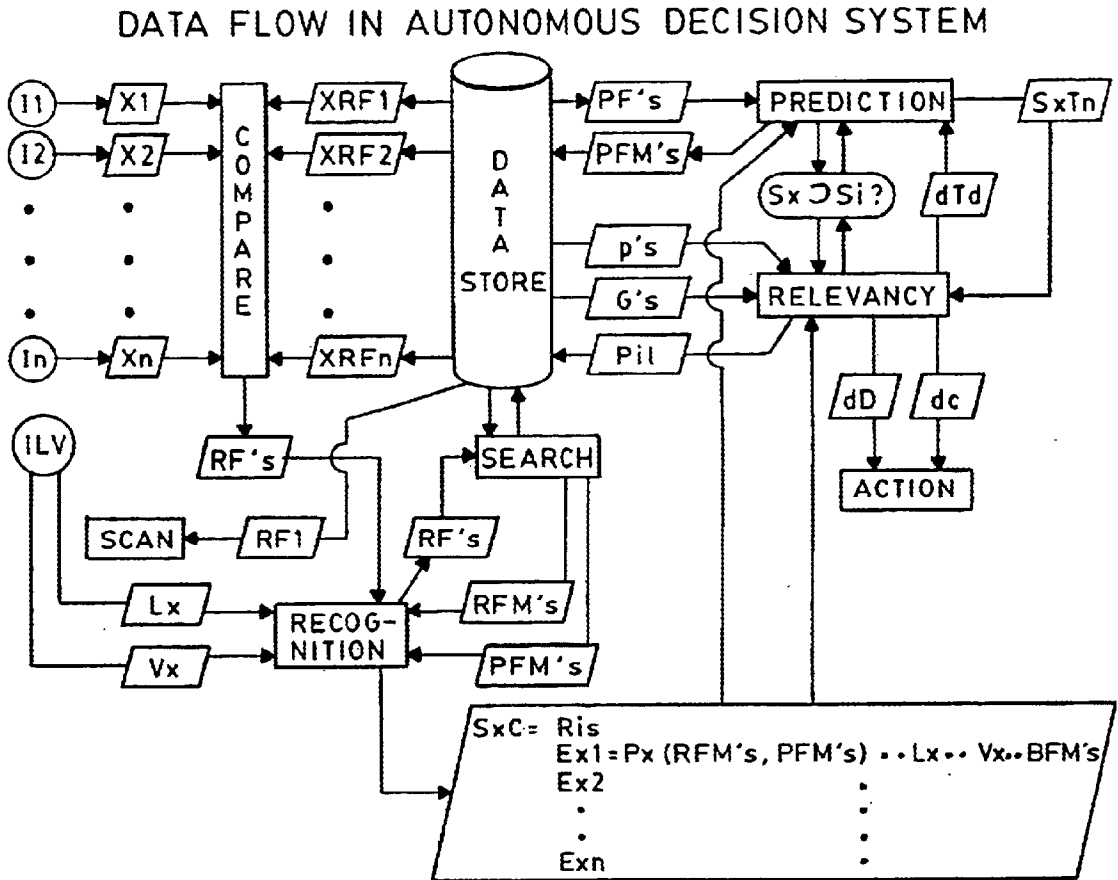 DATA FLOW IN AUTONOMOUS DECISION SYSTEM
I1
X1
XRF1
PF's
PREDICTION
SxTn
I2
X2
XRF2
PFM's
COMPARE
DATA
STORE
Sx⊃Si?
dTd
p's
G's
RELEVANCY
In
Xn
XRFn
Pil
dD
dc
ILV
RF's
SEARCH
ACTION
SCAN
RF1
RF's
Lx
RECOG-
NITION
RFM's
Vx
PFM's
SxC= Ris
Ex1=Px (RFM's, PFM's) ••Lx•• Vx••BFM's
Ex2
Exn